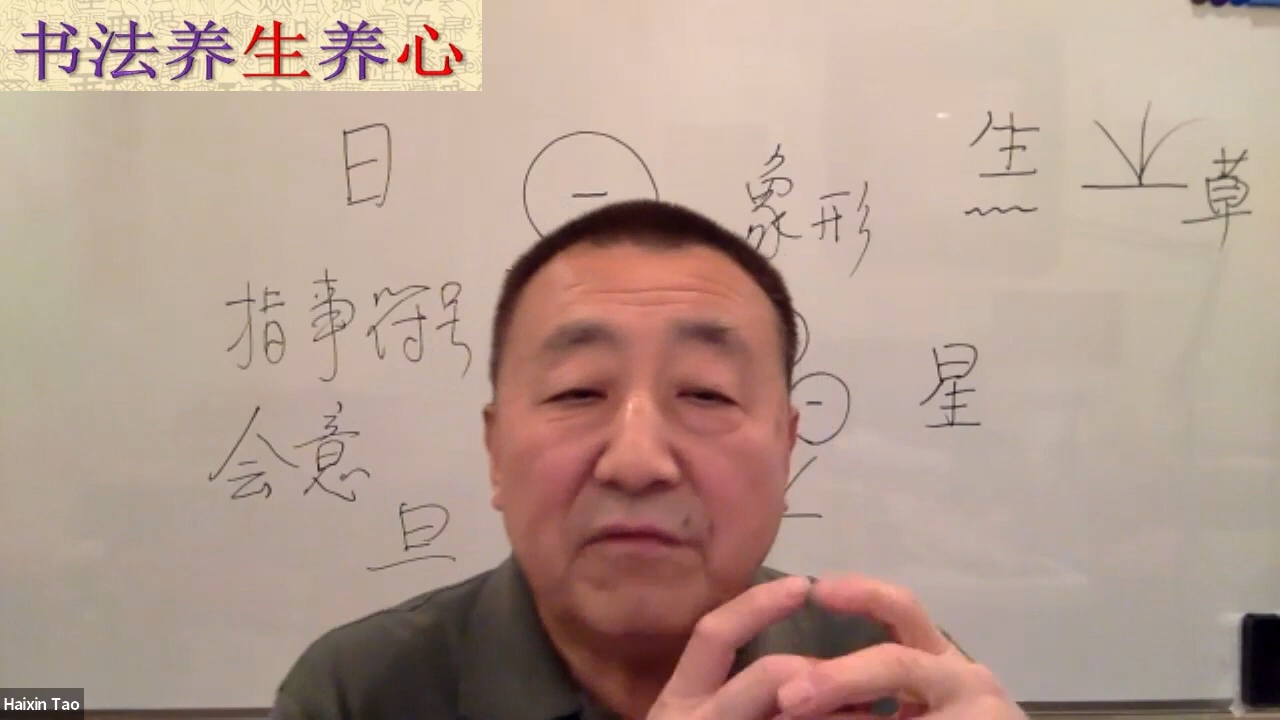 书法养生养心
日 象形 生 草
指事符号
星
会意
旦
Haixin Tao